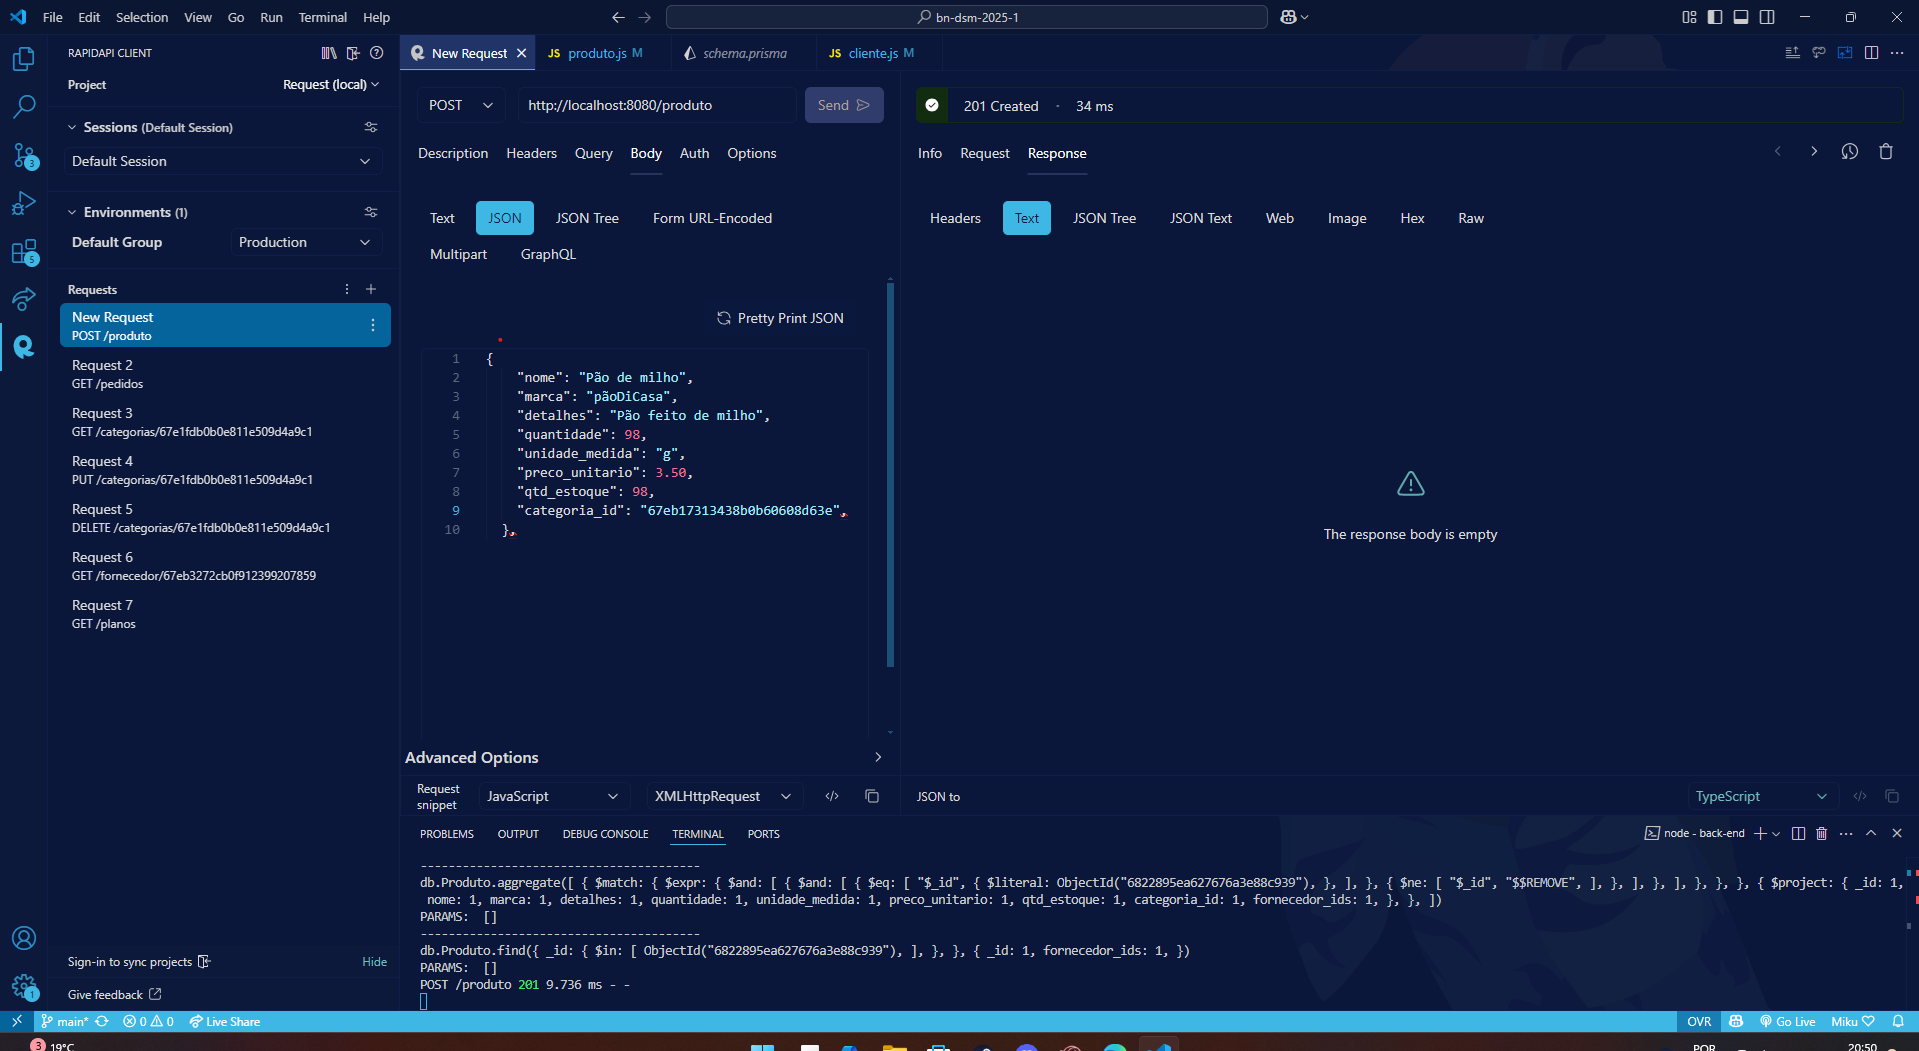 File Edit Selection View Go Run Terminal Help
bn-dsm-2025-1
RAPIDAPI CLIENT
Project
Request (local)
Sessions (Default Session)
Default Session
Environments (1)
Default Group
Production
Requests
New Request
POST /produto
Request 2
GET /pedidos
Request 3
GET /categorias/67e1fdb0b0e811e509d4a9c1
Request 4
PUT /categorias/67e1fdb0b0e811e509d4a9c1
Request 5
DELETE /categorias/67e1fdb0b0e811e509d4a9c1
Request 6
GET /fornecedor/67eb3272cb0f912399207859
Request 7
GET /planos
Sign-in to sync projects
Hide
Give feedback
3
5
1
New Request
JS produto.js M
schema.prisma
JS cliente.js M
POST
http://localhost:8080/produto
Send
Description Headers Query Body Auth Options
Text JSON JSON Tree Form URL-Encoded
Multipart GraphQL
Pretty Print JSON
1 {
2 "nome": "Pão de milho",
3 "marca": "pãoDiCasa",
4 "detalhes": "Pão feito de milho",
5 "quantidade": 98,
6 "unidade_medida": "g",
7 "preco_unitario": 3.50,
8 "qtd_estoque": 98,
9 "categoria_id": "67eb17313438b0b60608d63e",
10 },
Advanced Options
Request snippet
JavaScript
XMLHttpRequest
201 Created · 34 ms
Info Request Response
Headers Text JSON Tree JSON Text Web Image Hex Raw
The response body is empty
JSON to
TypeScript
PROBLEMS OUTPUT DEBUG CONSOLE TERMINAL PORTS
node - back-end
----------------------------------------
db.Produto.aggregate([ { $match: { $expr: { $and: [ { $and: [ { $eq: [ "$_id", { $literal: ObjectId("6822895ea627676a3e88c939"), }, ], }, { $ne: [ "$_id", "$$REMOVE", ], }, ], }, ], }, }, }, { $project: { _id: 1,
nome: 1, marca: 1, detalhes: 1, quantidade: 1, unidade_medida: 1, preco_unitario: 1, qtd_estoque: 1, categoria_id: 1, fornecedor_ids: 1, }, }, ])
PARAMS: []
----------------------------------------
db.Produto.find({ _id: { $in: [ ObjectId("6822895ea627676a3e88c939"), ], }, }, { _id: 1, fornecedor_ids: 1, })
PARAMS: []
POST /produto 201 9.736 ms - -
main* 0 0 Live Share
OVR Go Live Miku
3 19°C
POR
20:50